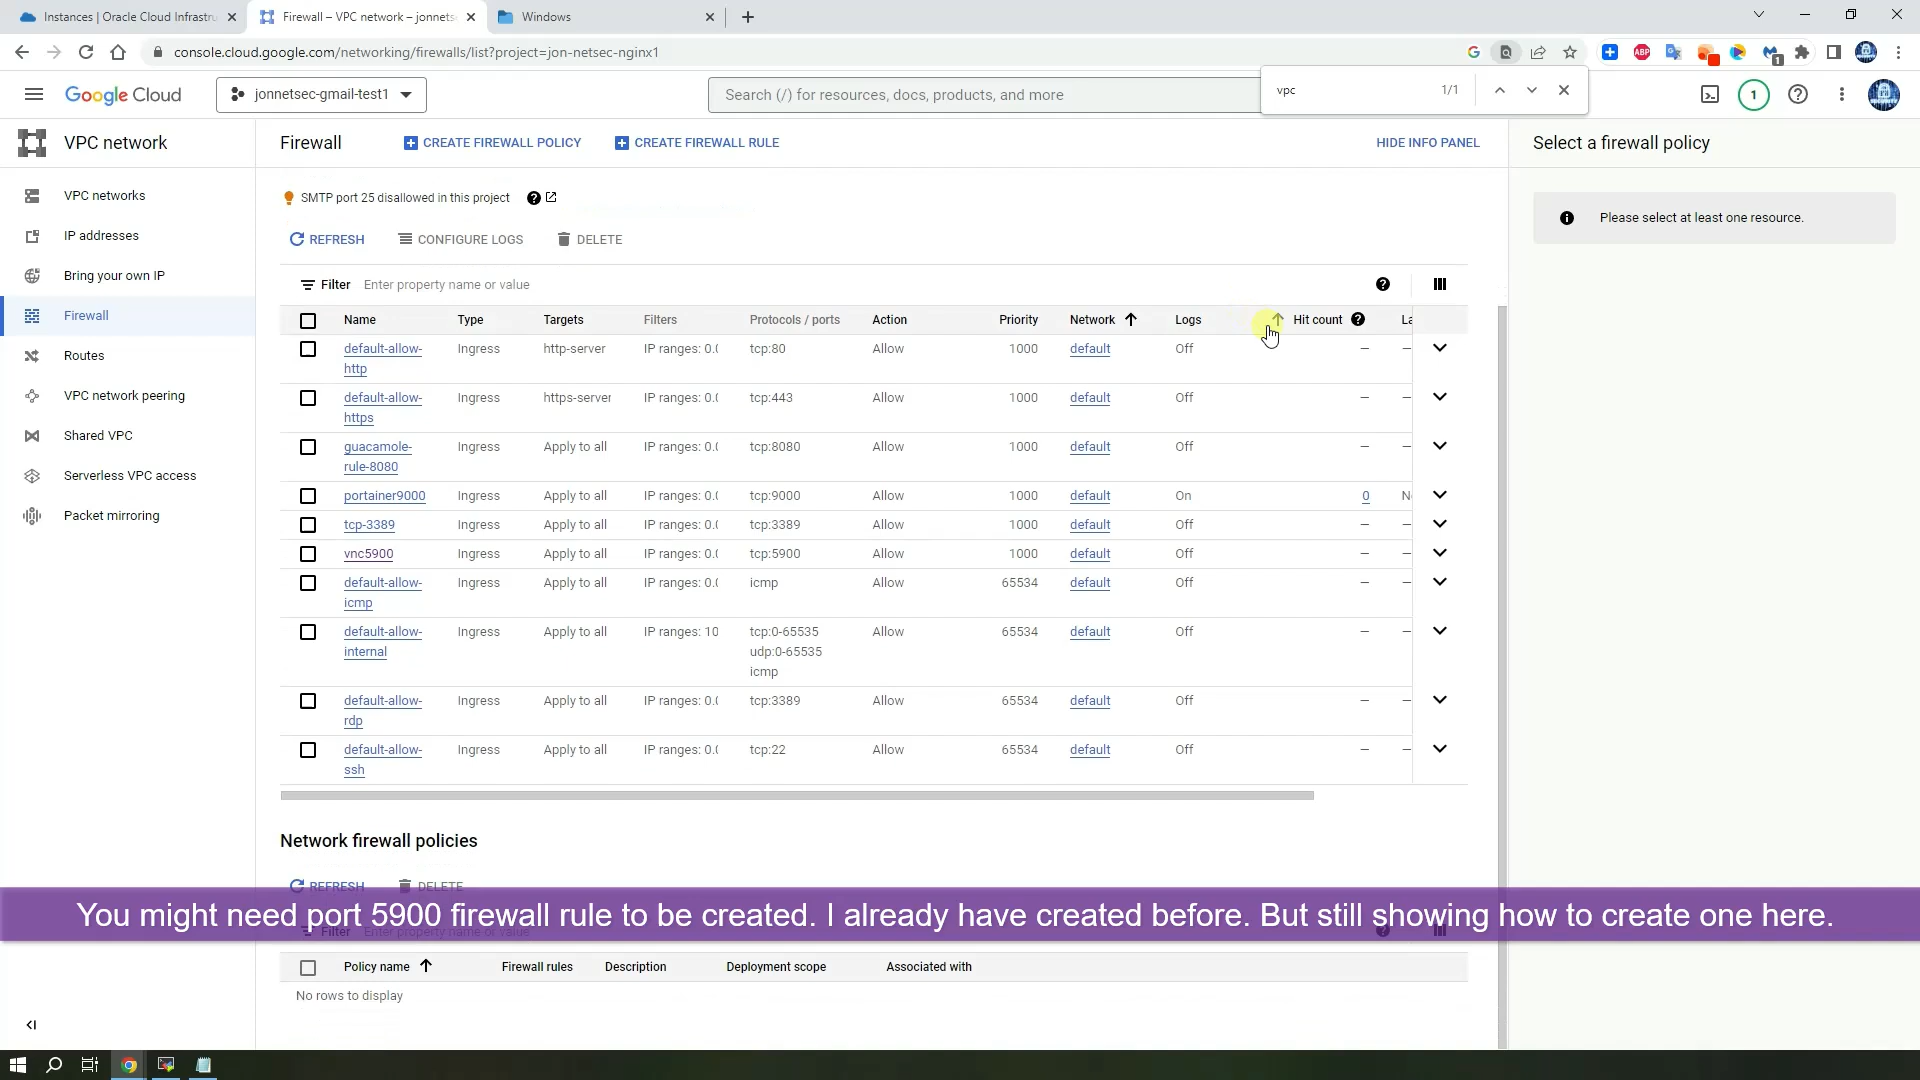 Instances | Oracle Cloud Infrastru
Firewall – VPC network – jonnets
Windows
console.cloud.google.com/networking/firewalls/list?project=jon-netsec-nginx1
Google Cloud
jonnetsec-gmail-test1
Search (/) for resources, docs, products, and more
vpc
1/1
1
VPC network
Firewall
CREATE FIREWALL POLICY
CREATE FIREWALL RULE
HIDE INFO PANEL
Select a firewall policy
VPC networks
IP addresses
Bring your own IP
Firewall
Routes
VPC network peering
Shared VPC
Serverless VPC access
Packet mirroring
SMTP port 25 disallowed in this project
Please select at least one resource.
REFRESH CONFIGURE LOGS DELETE
Filter Enter property name or value
Name Type Targets Filters Protocols / ports Action Priority Network Logs Hit count La
default-allow- Ingress http-server IP ranges: 0.0 tcp:80 Allow 1000 default Off — —
http
default-allow- Ingress https-server IP ranges: 0.0 tcp:443 Allow 1000 default Off — —
https
guacamole- Ingress Apply to all IP ranges: 0.0 tcp:8080 Allow 1000 default Off — —
rule-8080
portainer9000 Ingress Apply to all IP ranges: 0.0 tcp:9000 Allow 1000 default On 0 N
tcp-3389 Ingress Apply to all IP ranges: 0.0 tcp:3389 Allow 1000 default Off — —
vnc5900 Ingress Apply to all IP ranges: 0.0 tcp:5900 Allow 1000 default Off — —
default-allow- Ingress Apply to all IP ranges: 0.0 icmp Allow 65534 default Off — —
icmp
default-allow- Ingress Apply to all IP ranges: 10 tcp:0-65535 Allow 65534 default Off — —
internal udp:0-65535
icmp
default-allow- Ingress Apply to all IP ranges: 0.0 tcp:3389 Allow 65534 default Off — —
rdp
default-allow- Ingress Apply to all IP ranges: 0.0 tcp:22 Allow 65534 default Off — —
ssh
Network firewall policies
REFRESH DELETE
You might need port 5900 firewall rule to be created. I already have created before. But still showing how to create one here.
Filter Enter property name or value
Policy name Firewall rules Description Deployment scope Associated with
No rows to display